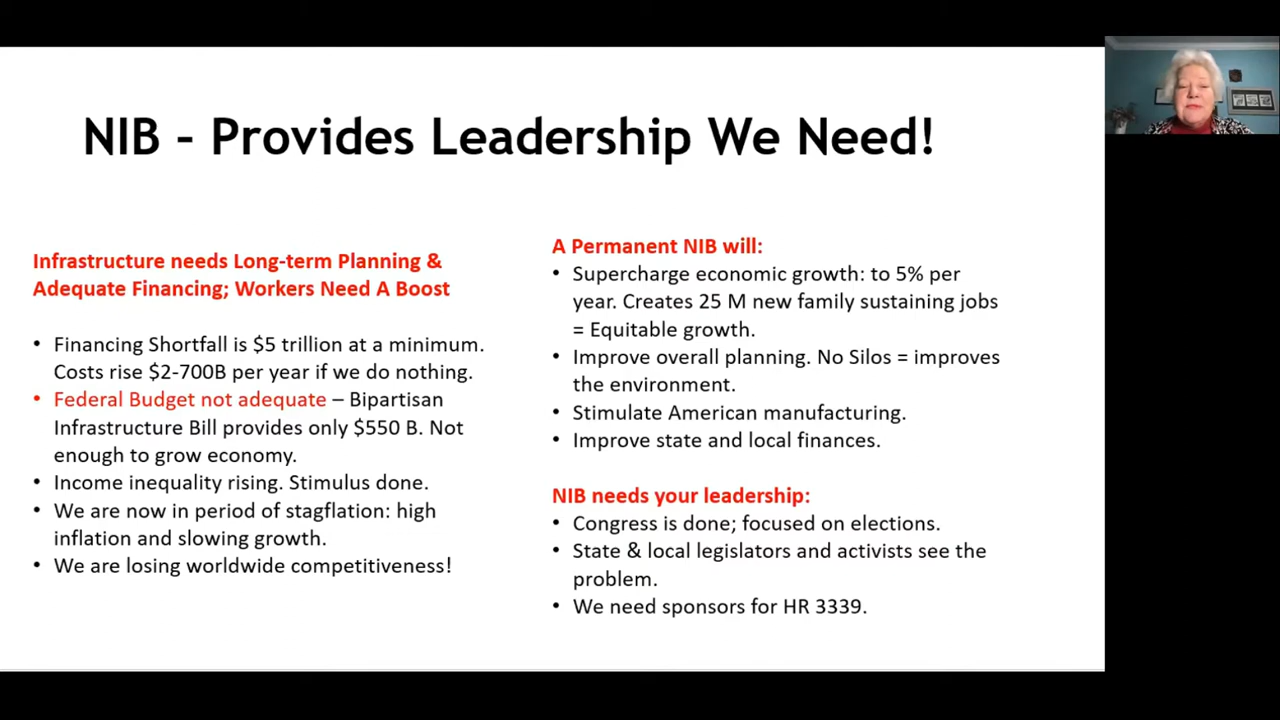 NIB – Provides Leadership We Need!
Infrastructure needs Long-term Planning &
Adequate Financing; Workers Need A Boost
• Financing Shortfall is $5 trillion at a minimum.
Costs rise $2-700B per year if we do nothing.
• Federal Budget not adequate – Bipartisan
Infrastructure Bill provides only $550 B. Not
enough to grow economy.
• Income inequality rising. Stimulus done.
• We are now in period of stagflation: high
inflation and slowing growth.
• We are losing worldwide competitiveness!
A Permanent NIB will:
• Supercharge economic growth: to 5% per
year. Creates 25 M new family sustaining jobs
= Equitable growth.
• Improve overall planning. No Silos = improves
the environment.
• Stimulate American manufacturing.
• Improve state and local finances.
NIB needs your leadership:
• Congress is done; focused on elections.
• State & local legislators and activists see the
problem.
• We need sponsors for HR 3339.